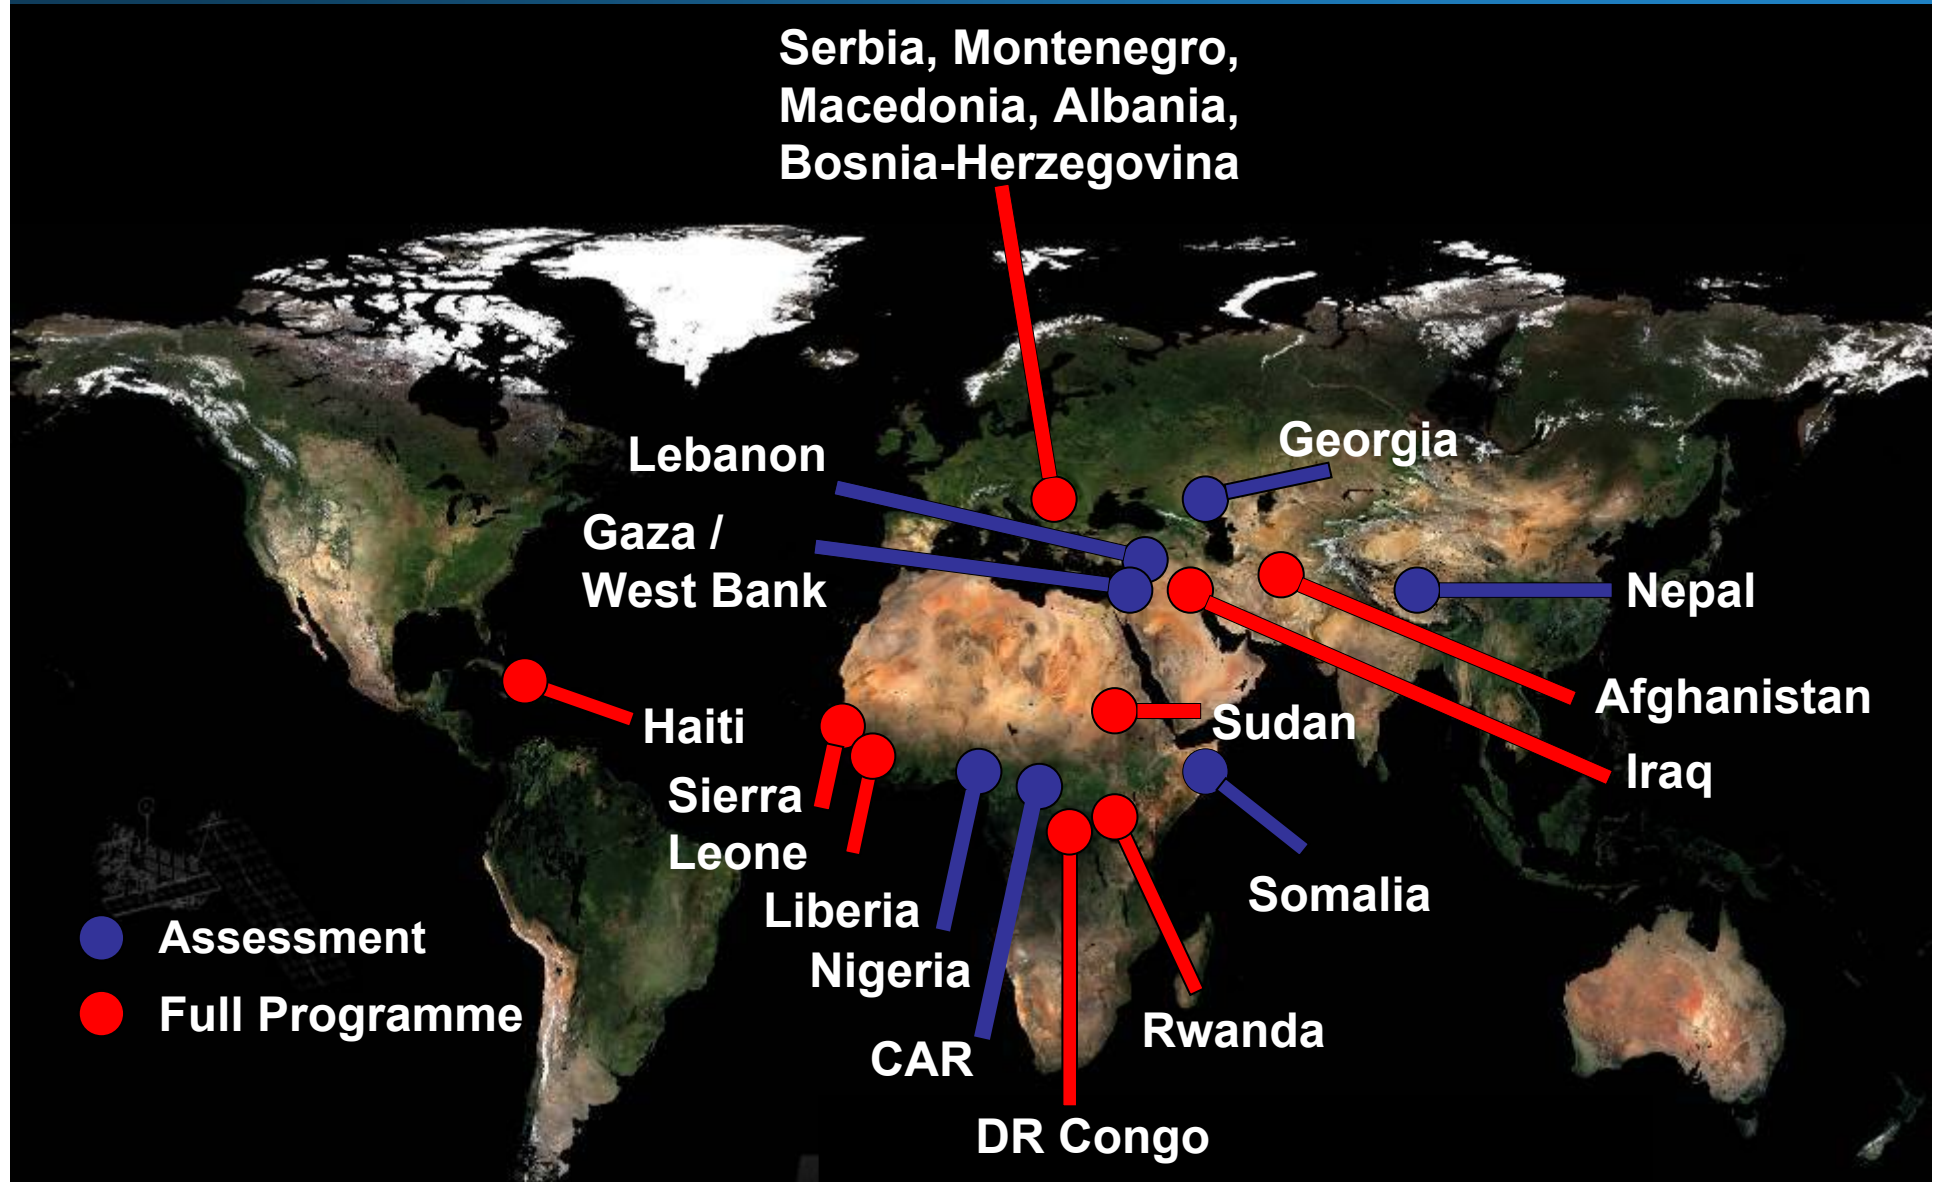 Serbia, Montenegro,
Macedonia, Albania,
Bosnia-Herzegovina
Lebanon
Georgia
Gaza /
West Bank
Nepal
Afghanistan
Haiti
Sudan
Iraq
Sierra
Leone
Somalia
Liberia
Assessment
Nigeria
Full Programme
Rwanda
CAR
DR Congo